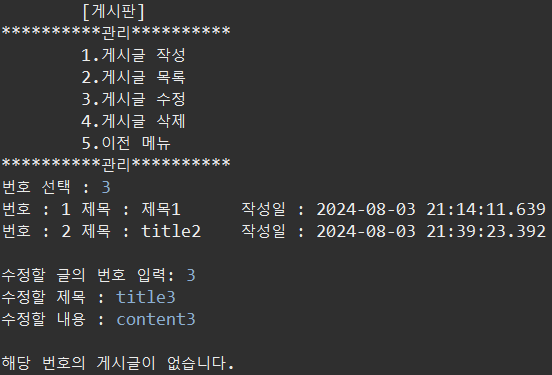 [게시판]
**********관리**********
1.게시글 작성
2.게시글 목록
3.게시글 수정
4.게시글 삭제
5.이전 메뉴
**********관리**********
번호 선택 : 3
번호 : 1 제목 : 제목1 작성일 : 2024-08-03 21:14:11.639
번호 : 2 제목 : title2 작성일 : 2024-08-03 21:39:23.392
수정할 글의 번호 입력: 3
수정할 제목 : title3
수정할 내용 : content3
해당 번호의 게시글이 없습니다.